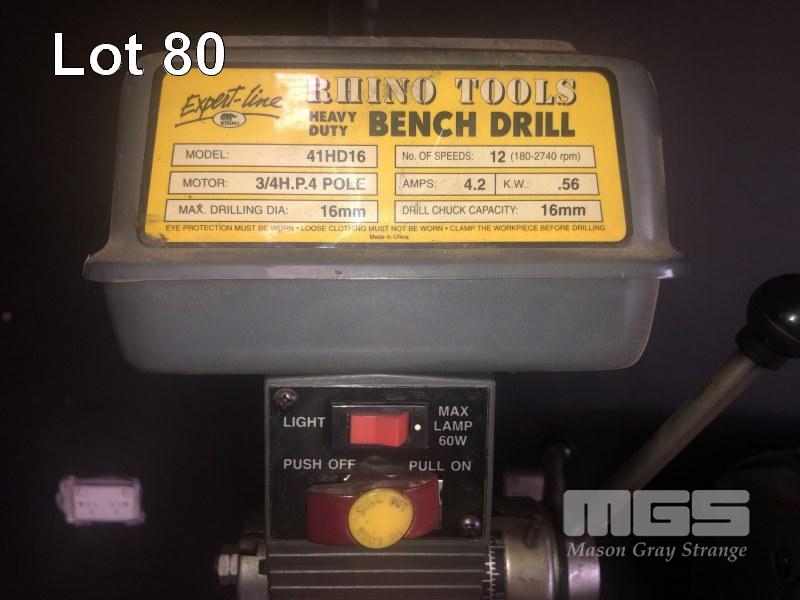 Lot 80
Expert-line
RHINO
RHINO TOOLS
HEAVY DUTY BENCH DRILL
MODEL: 41HD16
No. OF SPEEDS: 12 (180-2740 rpm)
MOTOR: 3/4H.P.4 POLE
AMPS: 4.2 K.W.: .56
MAX. DRILLING DIA: 16mm
DRILL CHUCK CAPACITY: 16mm
EYE PROTECTION MUST BE WORN • LOOSE CLOTHING MUST NOT BE WORN • CLAMP THE WORKPIECE BEFORE DRILLING
Made in China
LIGHT
MAX
LAMP
60W
PUSH OFF PULL ON
MGS
Mason Gray Strange